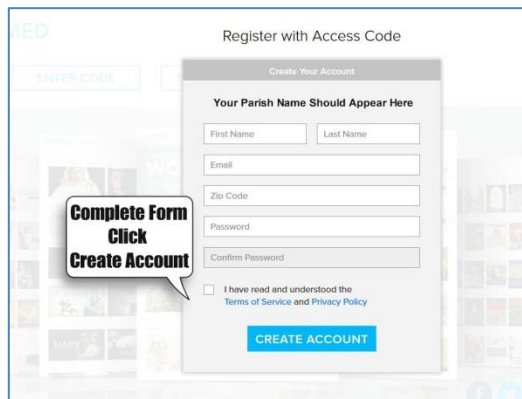 MED
Register with Access Code
ENTER CODE
Create Your Account
Your Parish Name Should Appear Here
First Name
Last Name
Email
Zip Code
Complete Form
Click
Create Account
Password
Confirm Password
I have read and understood the
Terms of Service and Privacy Policy
CREATE ACCOUNT
MARY